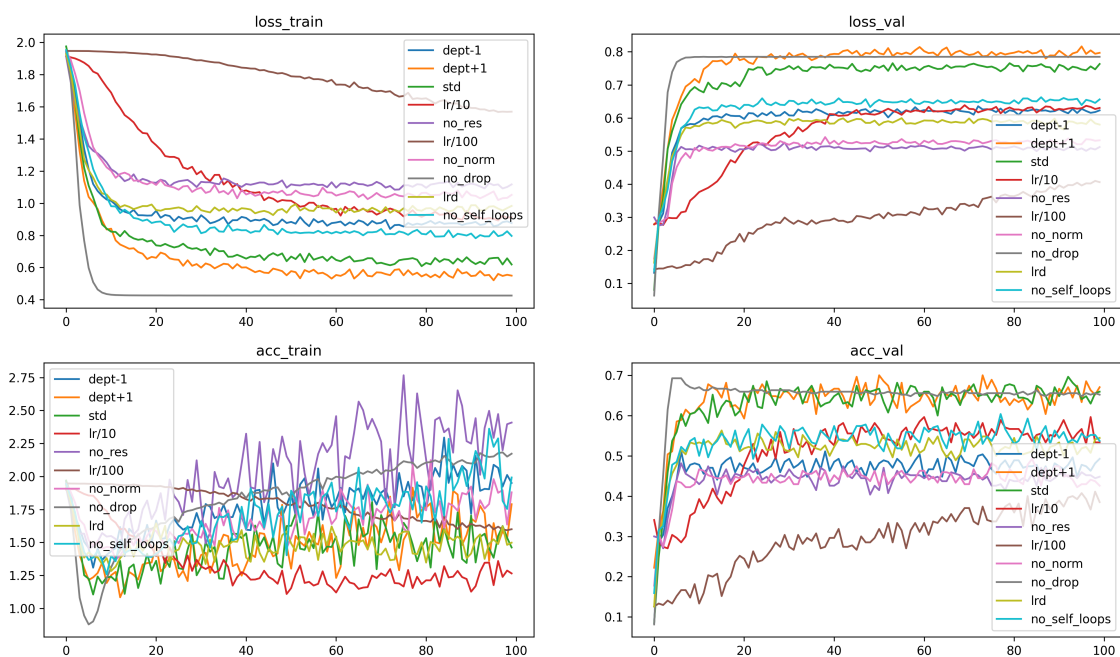 loss_train
2.0
1.8
1.6
1.4
1.2
1.0
0.8
0.6
0.4
0
20
40
60
80
100
dept-1
dept+1
std
lr/10
no_res
lr/100
no_norm
no_drop
lrd
no_self_loops
loss_val
0.8
0.7
0.6
0.5
0.4
0.3
0.2
0.1
0
20
40
60
80
100
dept-1
dept+1
std
lr/10
no_res
lr/100
no_norm
no_drop
lrd
no_self_loops
acc_train
2.75
2.50
2.25
2.00
1.75
1.50
1.25
1.00
0
20
40
60
80
100
dept-1
dept+1
std
lr/10
no_res
lr/100
no_norm
no_drop
lrd
no_self_loops
acc_val
0.7
0.6
0.5
0.4
0.3
0.2
0.1
0
20
40
60
80
100
dept-1
dept+1
std
lr/10
no_res
lr/100
no_norm
no_drop
lrd
no_self_loops